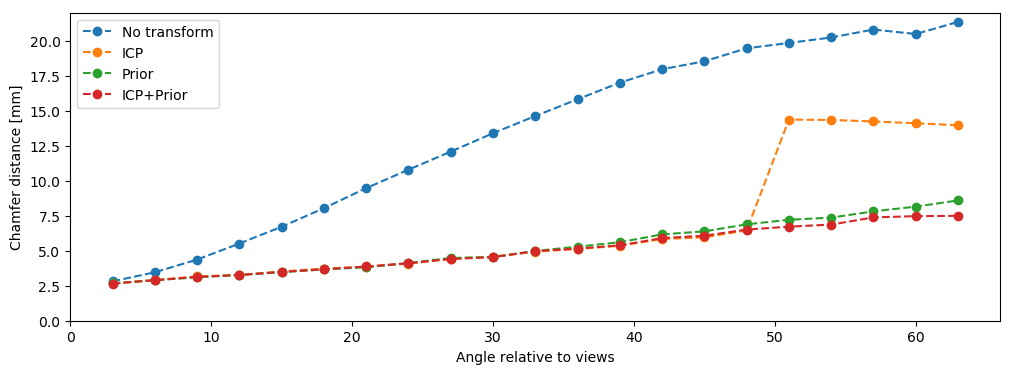 No transform
ICP
Prior
ICP+Prior
Chamfer distance [mm]
20.0
17.5
15.0
12.5
10.0
7.5
5.0
2.5
0.0
0 10 20 30 40 50 60
Angle relative to views